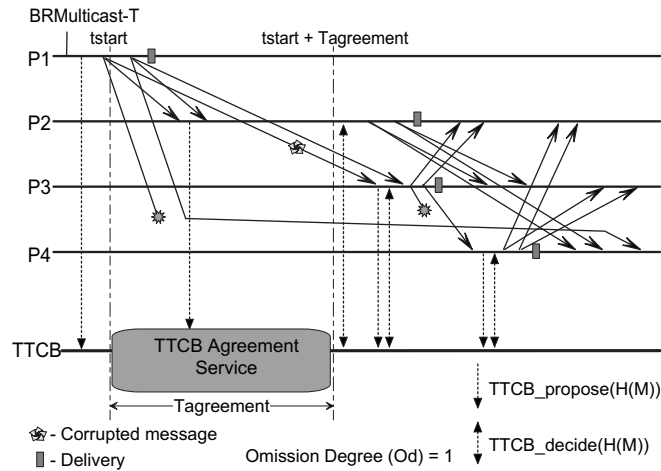 BRMulticast-T
tstart
tstart + Tagreement
P1
P2
P3
P4
TTCB
TTCB Agreement
Service
Tagreement
TTCB_propose(H(M))
- Corrupted message
- Delivery
Omission Degree (Od) = 1
TTCB_decide(H(M))